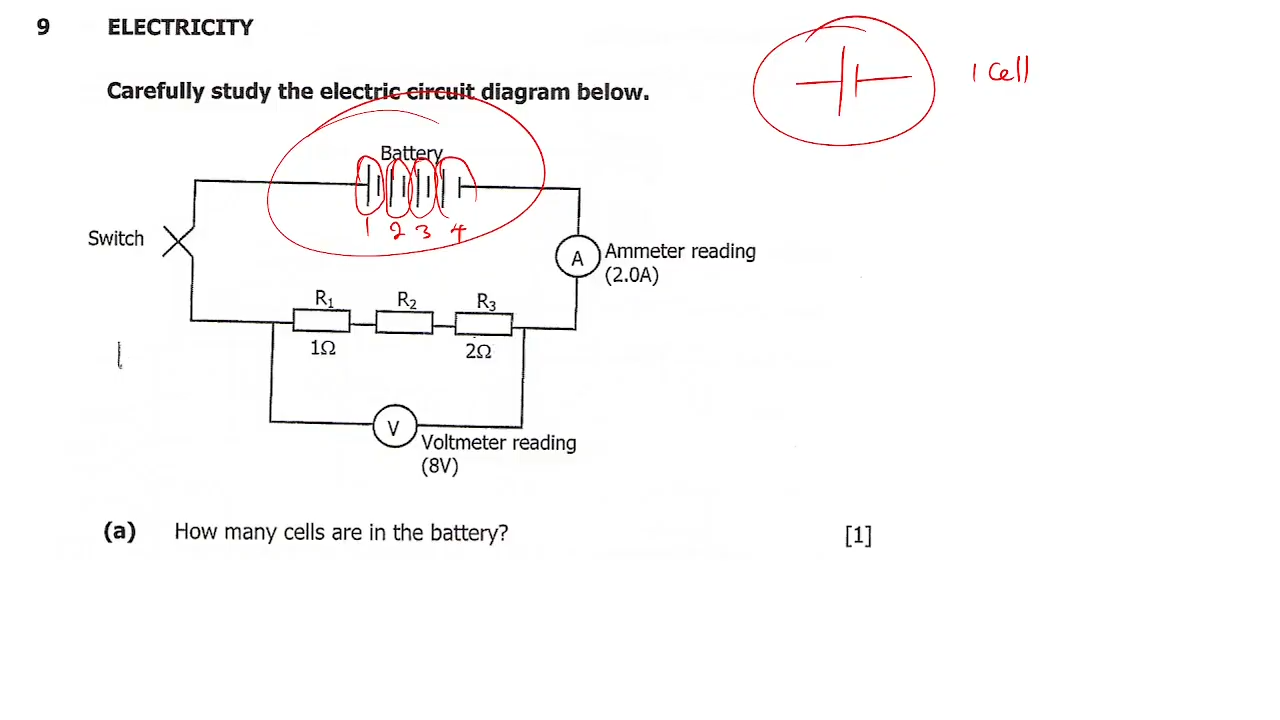 9 ELECTRICITY
1 Cell
Carefully study the electric circuit diagram below.
Battery
1 2 3 4
Switch
A
Ammeter reading
(2.0A)
R₁ R₂ R₃
1Ω 2Ω
V
Voltmeter reading
(8V)
(a) How many cells are in the battery? [1]